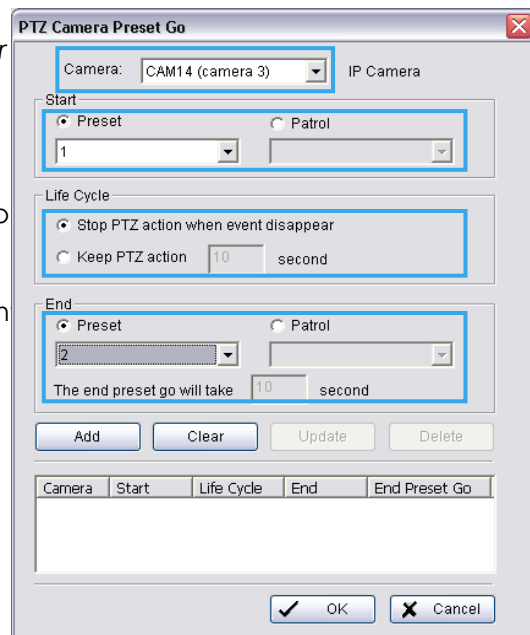 PTZ Camera Preset Go
Camera: CAM14 (camera 3) IP Camera
Start
Preset Patrol
1
Life Cycle
Stop PTZ action when event disappear
Keep PTZ action 10 second
End
Preset Patrol
2
The end preset go will take 10 second
Add Clear Update Delete
Camera Start Life Cycle End End Preset Go
OK Cancel